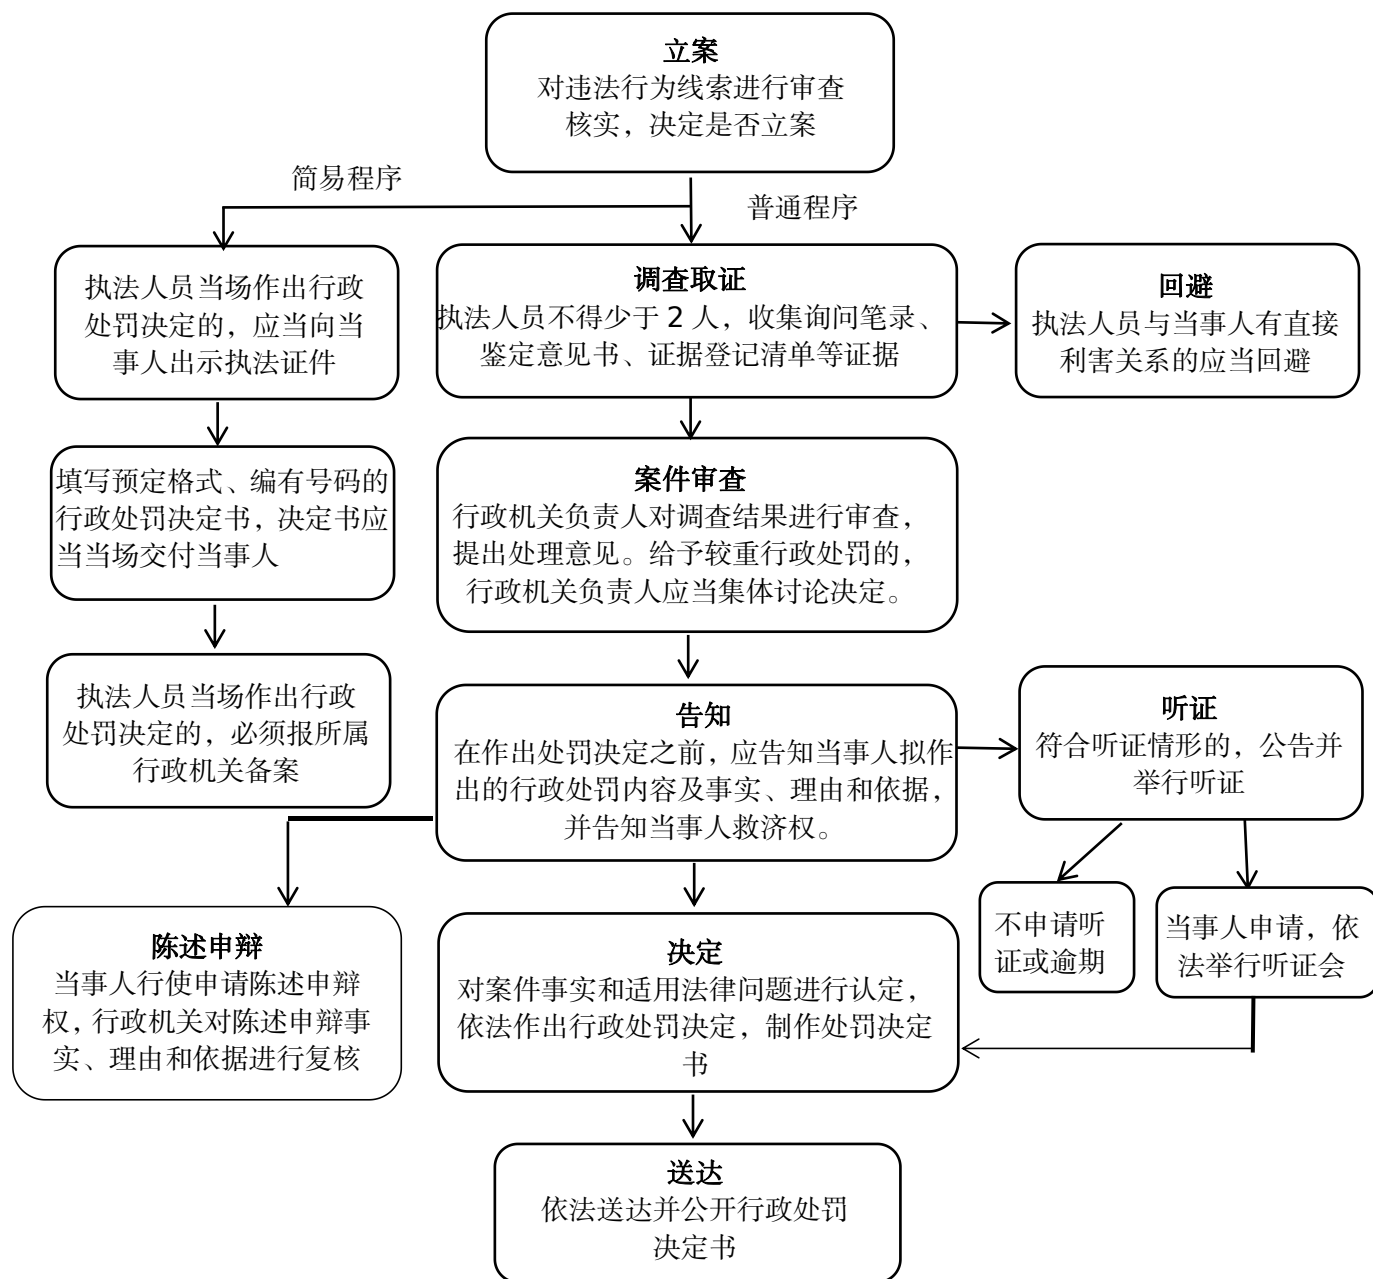 立案
对违法行为线索进行审查
核实，决定是否立案
简易程序
普通程序
执法人员当场作出行政
处罚决定的，应当向当
事人出示执法证件
调查取证
执法人员不得少于 2 人，收集询问笔录、
鉴定意见书、证据登记清单等证据
回避
执法人员与当事人有直接
利害关系的应当回避
填写预定格式、编有号码的
行政处罚决定书，决定书应
当当场交付当事人
案件审查
行政机关负责人对调查结果进行审查，
提出处理意见。给予较重行政处罚的，
行政机关负责人应当集体讨论决定。
执法人员当场作出行政
处罚决定的，必须报所属
行政机关备案
告知
在作出处罚决定之前，应告知当事人拟作
出的行政处罚内容及事实、理由和依据，
并告知当事人救济权。
听证
符合听证情形的，公告并
举行听证
不申请听
证或逾期
当事人申请，依
法举行听证会
陈述申辩
当事人行使申请陈述申辩
权，行政机关对陈述申辩事
实、理由和依据进行复核
决定
对案件事实和适用法律问题进行认定，
依法作出行政处罚决定，制作处罚决定
书
送达
依法送达并公开行政处罚
决定书